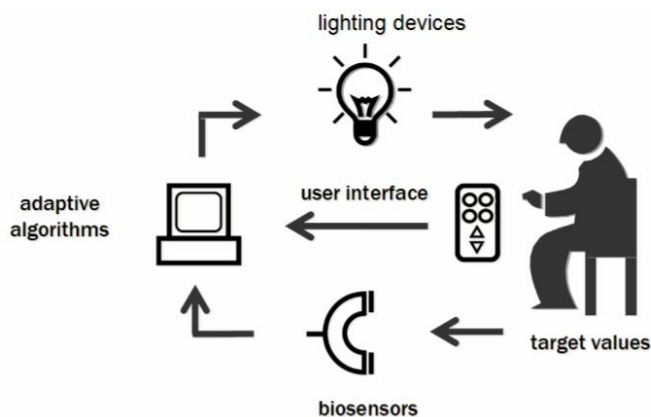 lighting devices
user interface
adaptive
algorithms
target values
biosensors